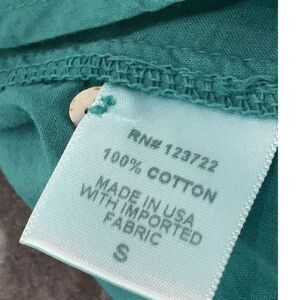 RN# 123722
100% COTTON
MADE IN USA
WITH IMPORTED
FABRIC
S